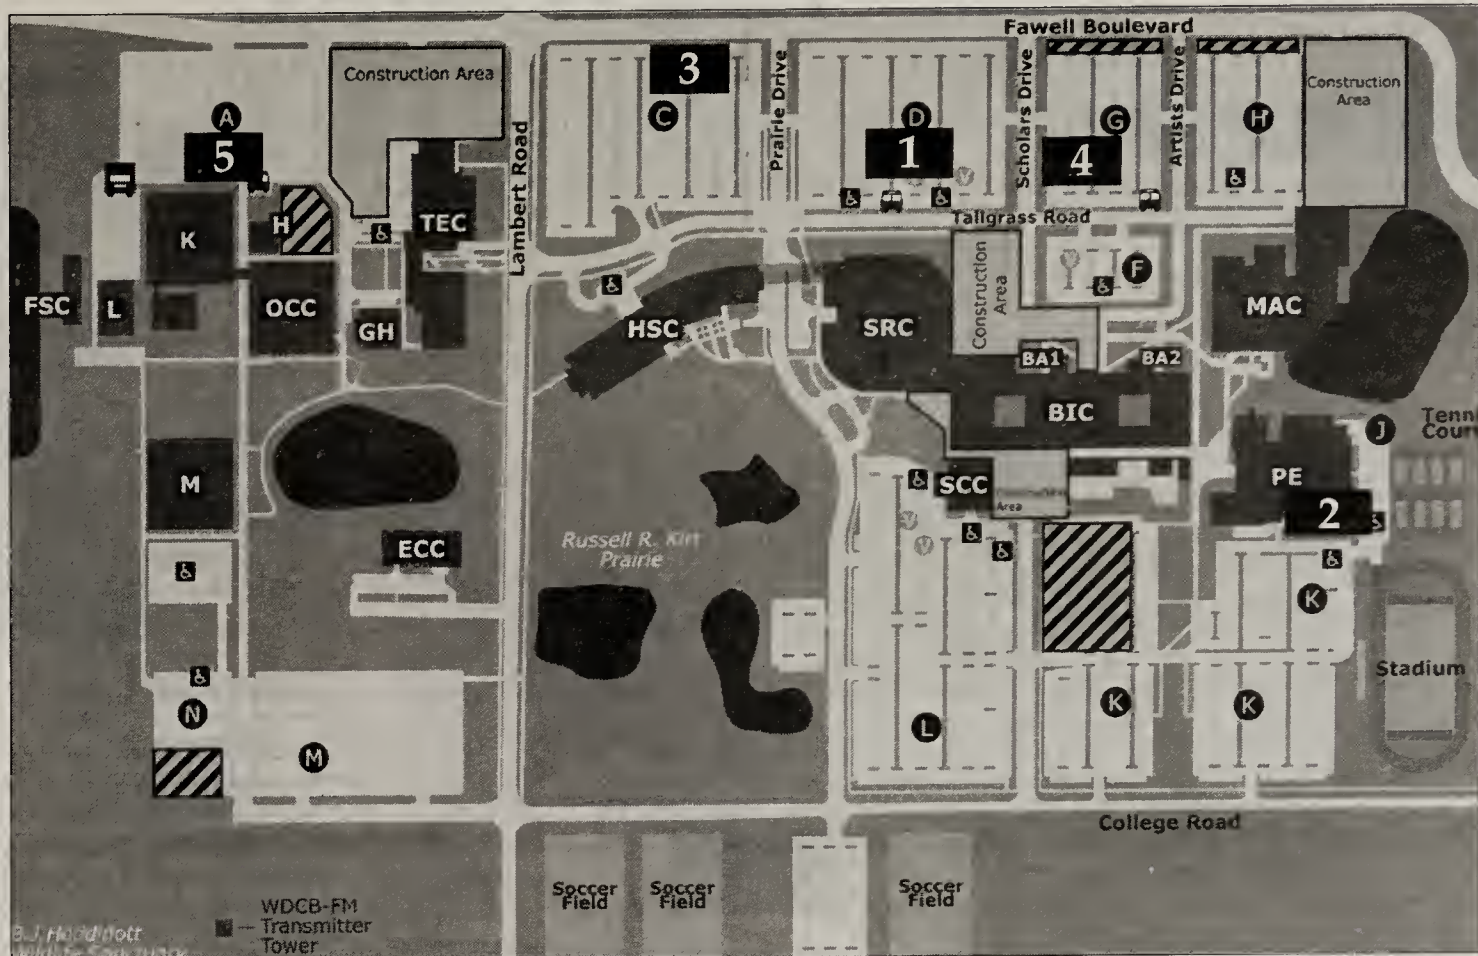 Fawell Boulevard
Construction Area
3
Construction
Area
A
C
D
G
H
5
1
4
Lambert Road
Prairie Drive
Scholars Drive
Artists Drive
K
H
TEC
Tallgrass Road
FSC
L
OCC
GH
HSC
SRC
Construction
Area
F
MAC
BA1
BA2
BIC
J
M
SCC
Area
PE
2
ECC
Russell R. Kirt
Prairie
K
Stadium
N
M
L
K
K
College Road
Soccer
Field
Soccer
Field
Soccer
Field
WDCB-FM
Transmitter
Tower